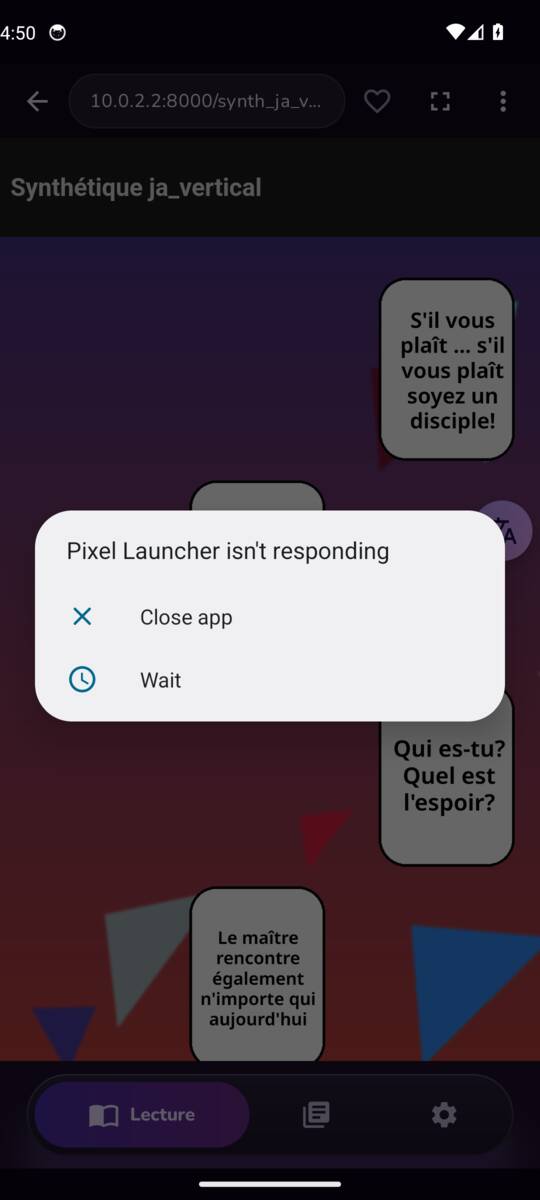 4:50
10.0.2.2:8000/synth_ja_v...
Synthétique ja_vertical
S'il vous
plaît ... s'il
vous plaît
soyez un
disciple!
Pixel Launcher isn't responding
Close app
Wait
Qui es-tu?
Quel est
l'espoir?
Le maître
rencontre
également
n'importe qui
aujourd'hui
Lecture